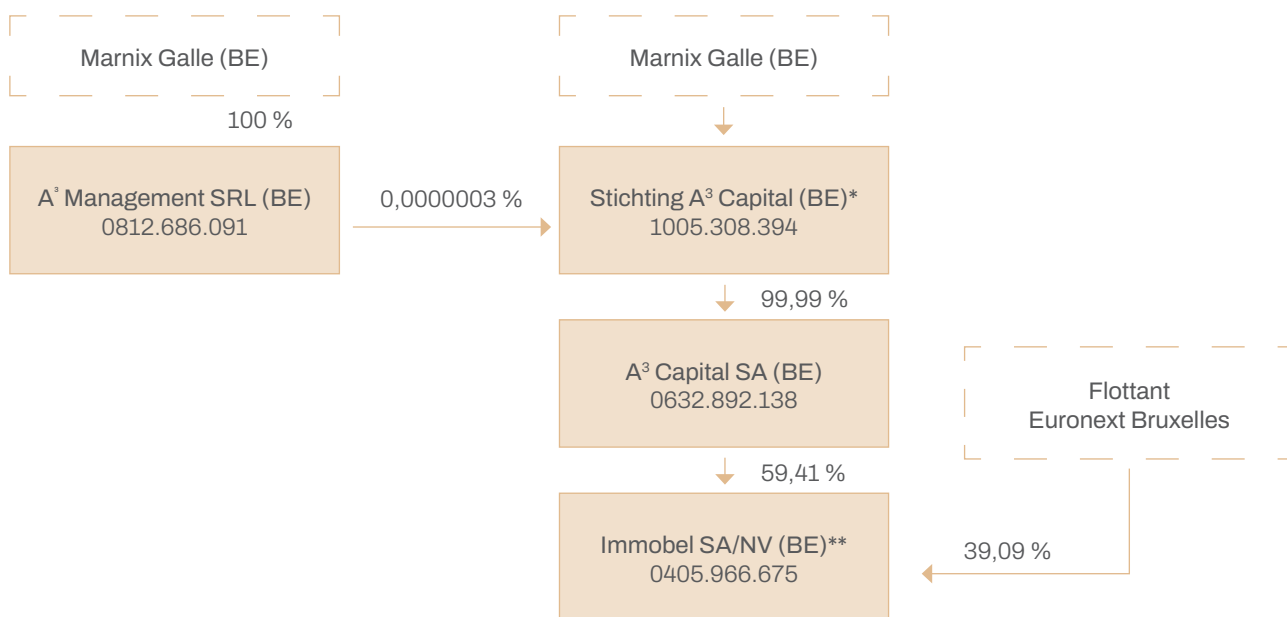 Marnix Galle (BE)
Marnix Galle (BE)
100 %
A³ Management SRL (BE)
0812.686.091
0,0000003 %
Stichting A³ Capital (BE)*
1005.308.394
99,99 %
A³ Capital SA (BE)
0632.892.138
Flottant
Euronext Bruxelles
59,41 %
Immobel SA/NV (BE)**
0405.966.675
39,09 %